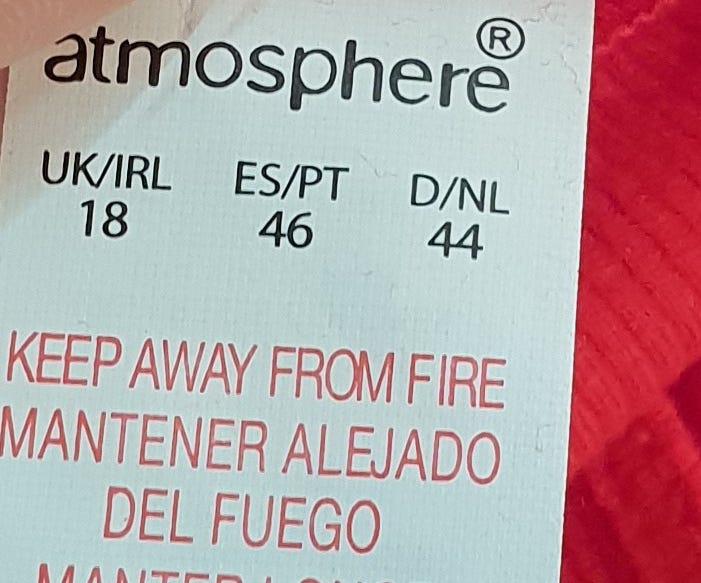 atmosphere®
UK/IRL ES/PT D/NL
18 46 44
KEEP AWAY FROM FIRE
MANTENER ALEJADO
DEL FUEGO